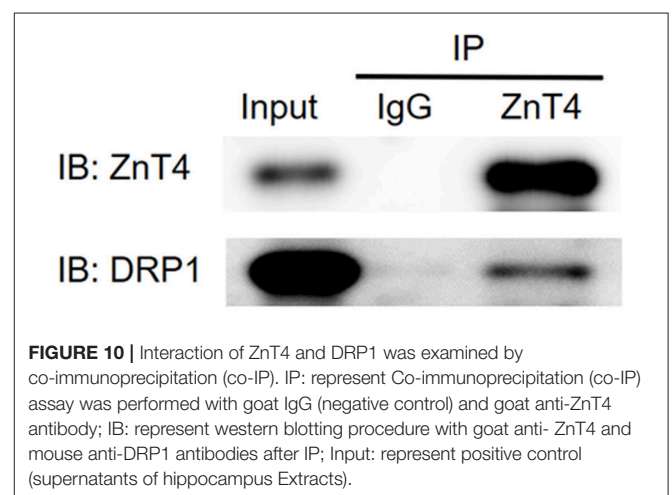 IP
Input IgG ZnT4
IB: ZnT4
IB: DRP1
FIGURE 10 | Interaction of ZnT4 and DRP1 was examined by
co-immunoprecipitation (co-IP). IP: represent Co-immunoprecipitation (co-IP)
assay was performed with goat IgG (negative control) and goat anti-ZnT4
antibody; IB: represent western blotting procedure with goat anti- ZnT4 and
mouse anti-DRP1 antibodies after IP; Input: represent positive control
(supernatants of hippocampus Extracts).